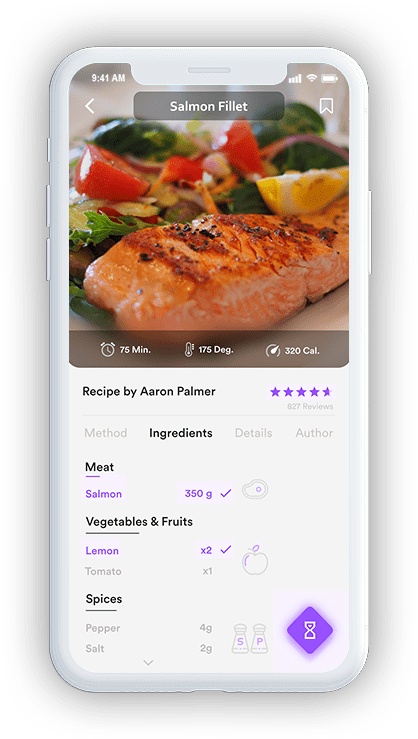 9:41 AM
Salmon Fillet
75 Min. 175 Deg. 320 Cal.
Recipe by Aaron Palmer
827 Reviews
Method Ingredients Details Author
Meat
Salmon 350 g
Vegetables & Fruits
Lemon x2
Tomato x1
Spices
Pepper 4g
S P
Salt 2g